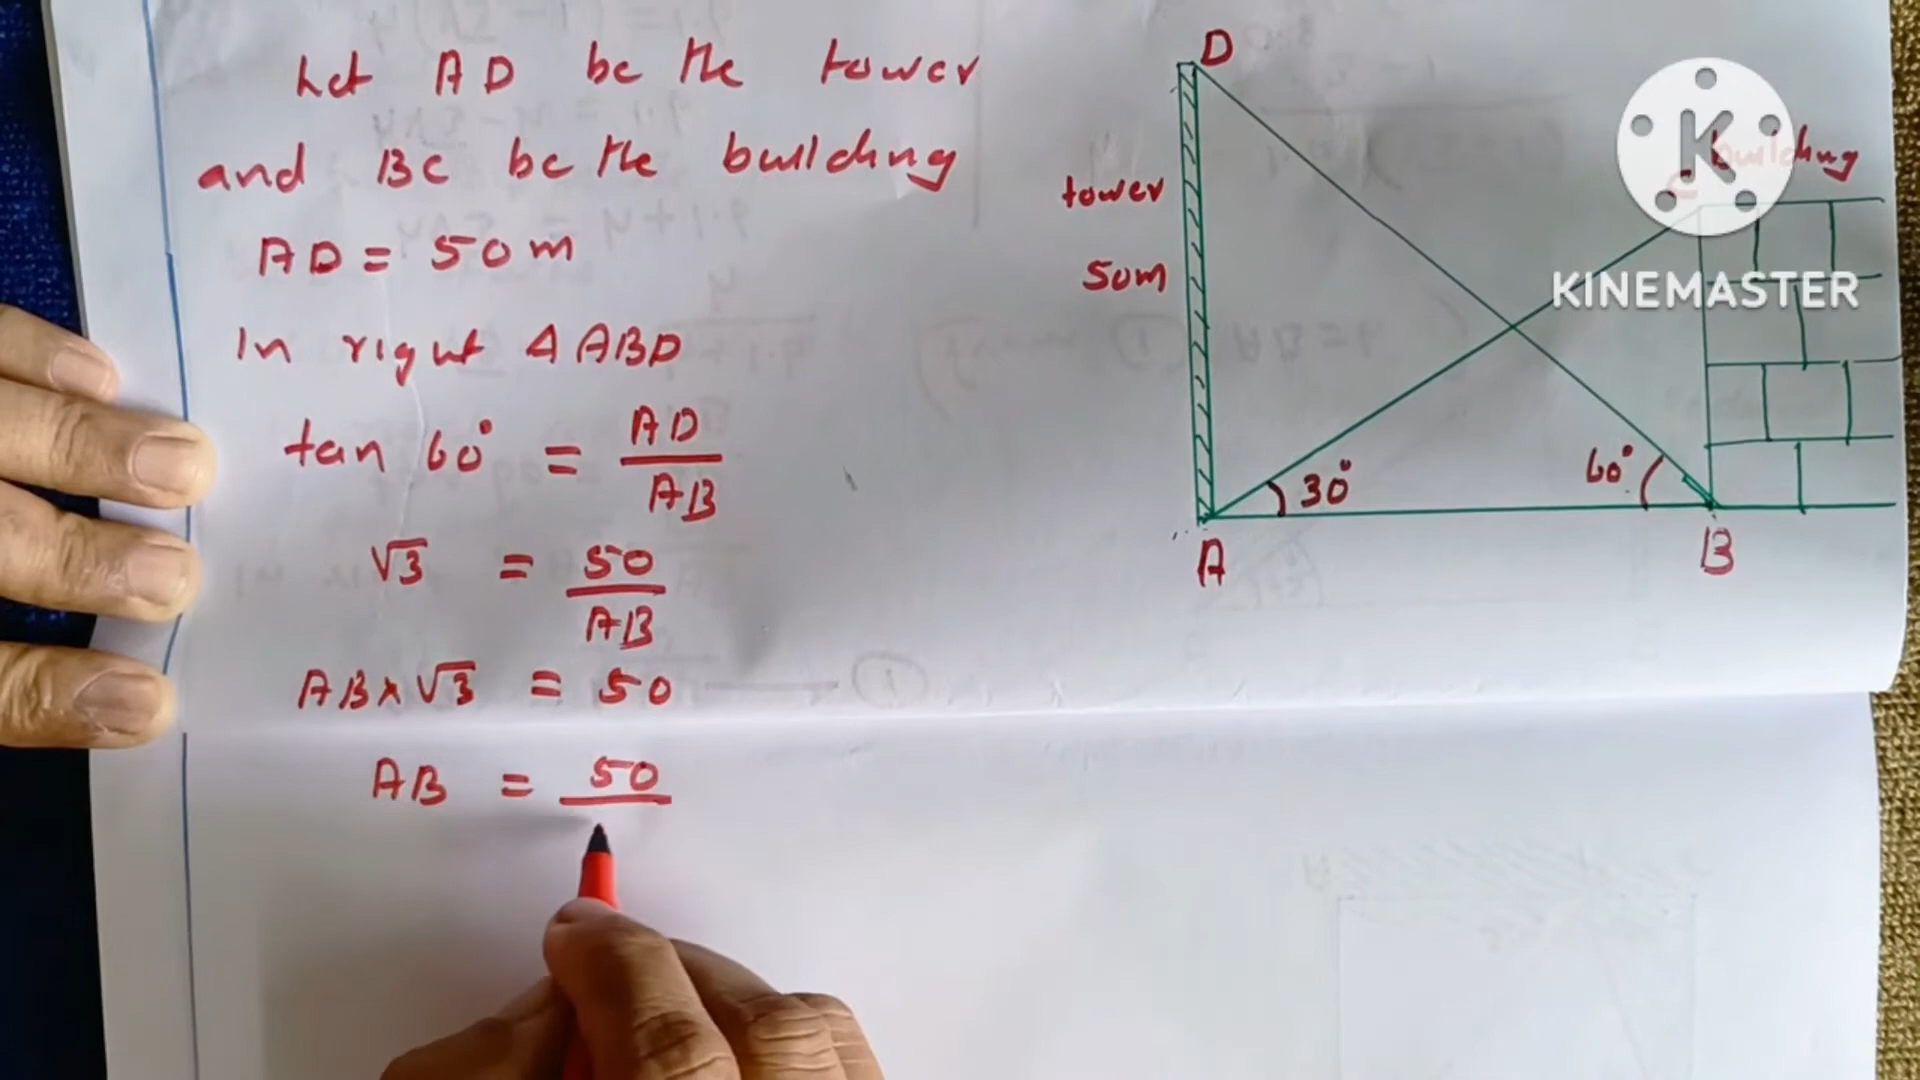 Let AD be the tower
and BC be the building
AD = 50m
In right Δ ABD
tan 60° = AD / AB
√3 = 50 / AB
AB × √3 = 50
AB = 50
D
tower
50m
building
C
K
KINEMASTER
30°
60°
A
B